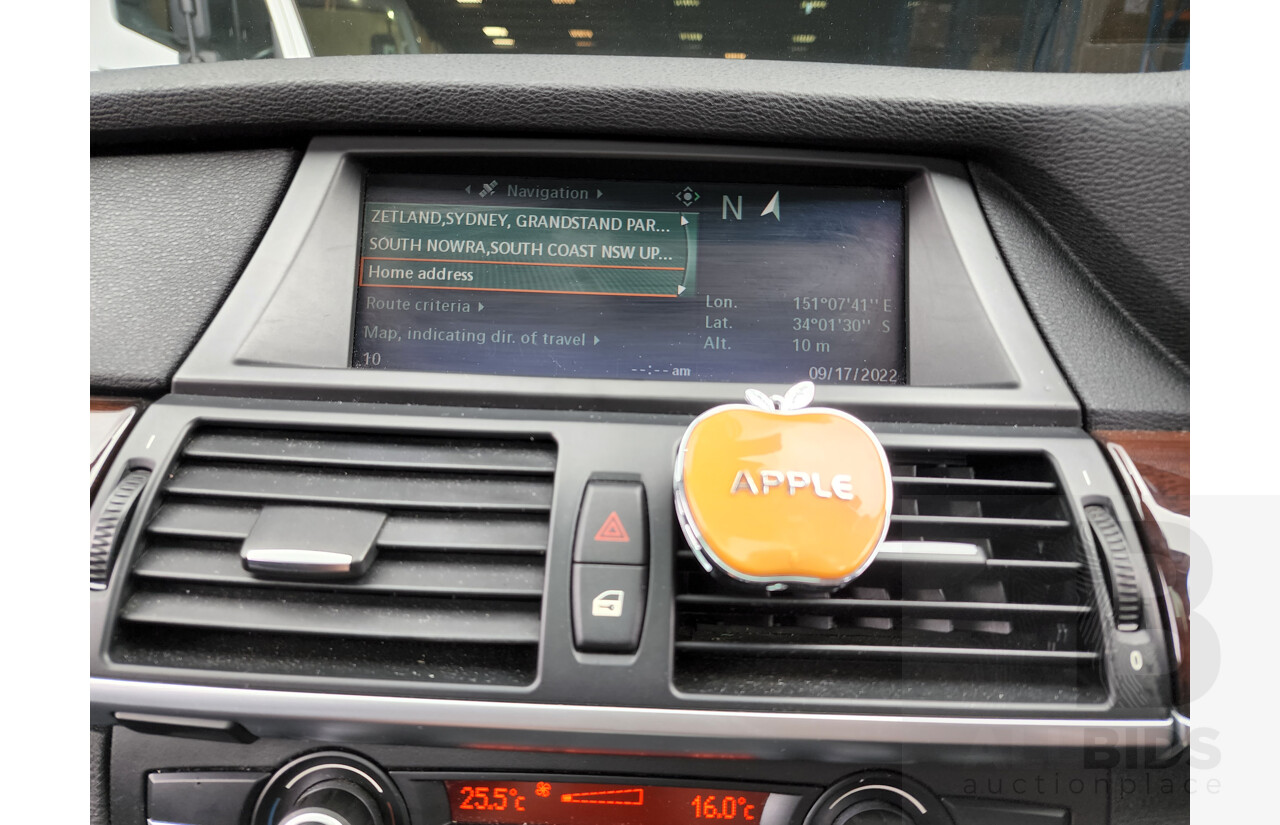 Navigation
N
ZETLAND,SYDNEY, GRANDSTAND PAR...
SOUTH NOWRA,SOUTH COAST NSW UP...
Home address
Route criteria
Map, indicating dir. of travel
Lon. 151°07'41'' E
Lat. 34°01'30'' S
Alt. 10 m
10
--:-- am
09/17/2022
APPLE
0
25.5°C
16.0°C
ALLBIDS
auctionplace